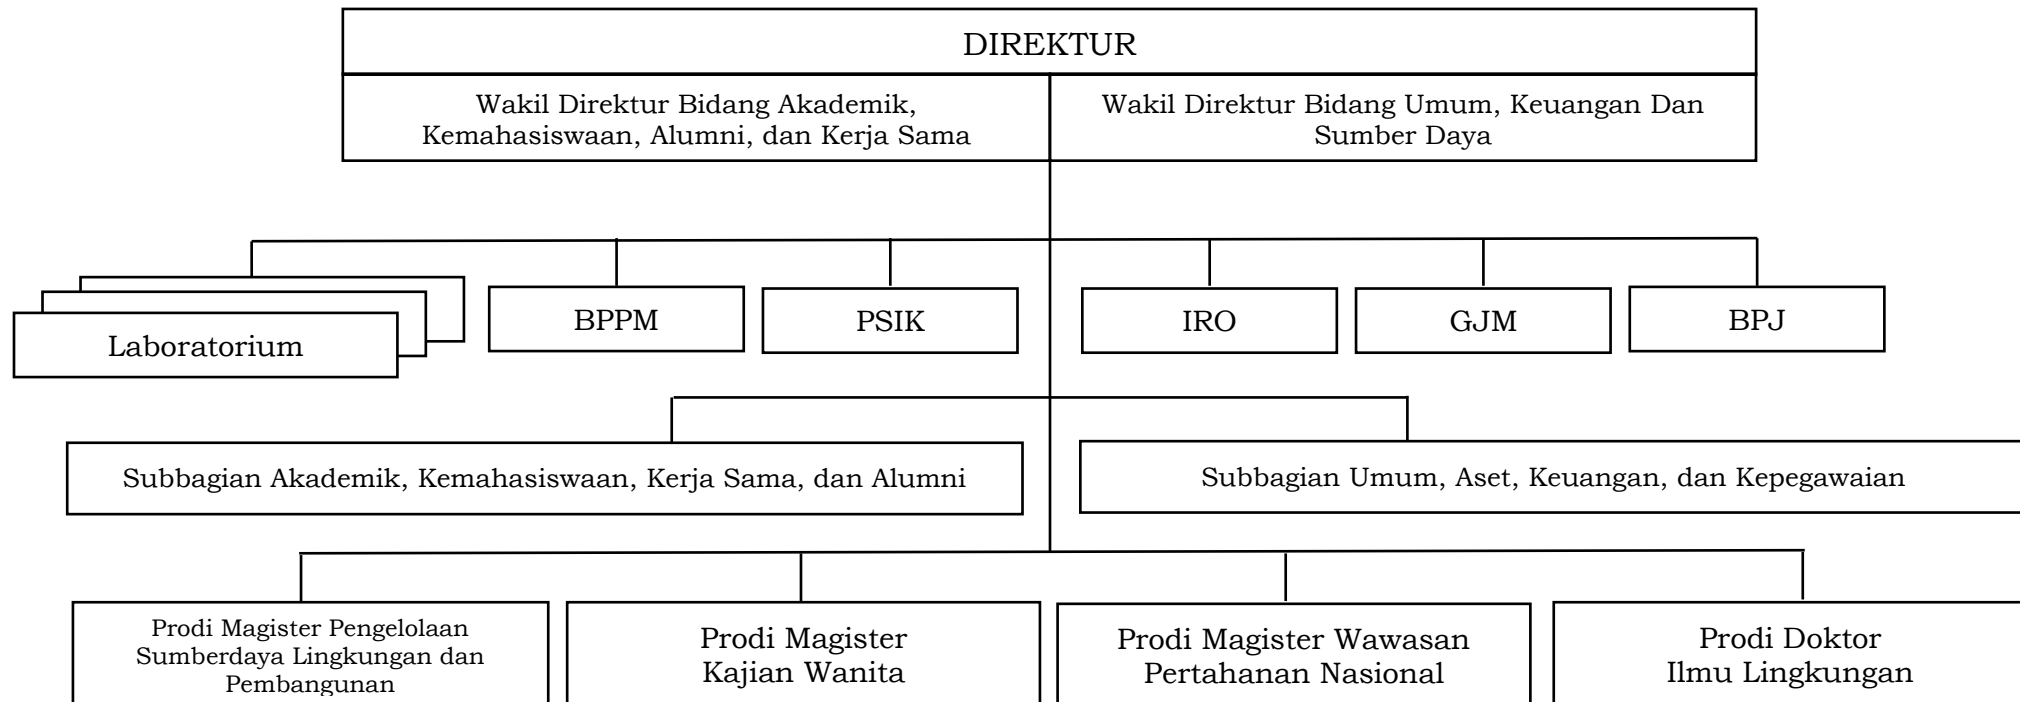 DIREKTUR
Wakil Direktur Bidang Akademik,
Kemahasiswaan, Alumni, dan Kerja Sama
Wakil Direktur Bidang Umum, Keuangan Dan
Sumber Daya
Laboratorium
BPPM
PSIK
IRO
GJM
BPJ
Subbagian Akademik, Kemahasiswaan, Kerja Sama, dan Alumni
Subbagian Umum, Aset, Keuangan, dan Kepegawaian
Prodi Magister Pengelolaan
Sumberdaya Lingkungan dan
Pembangunan
Prodi Magister
Kajian Wanita
Prodi Magister Wawasan
Pertahanan Nasional
Prodi Doktor
Ilmu Lingkungan